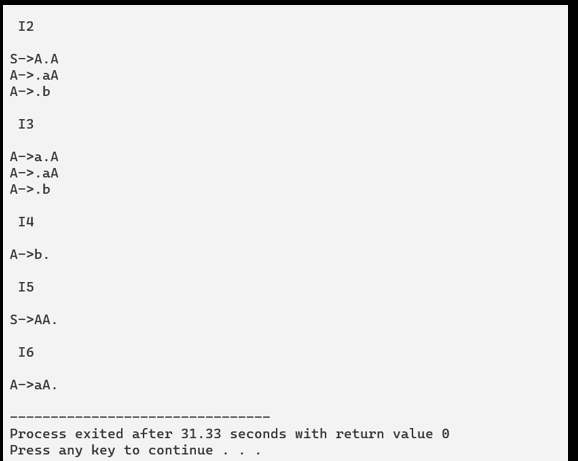 I2
S->A.A
A->.aA
A->.b
I3
A->a.A
A->.aA
A->.b
I4
A->b.
I5
S->AA.
I6
A->aA.
--------------------------------
Process exited after 31.33 seconds with return value 0
Press any key to continue . . .